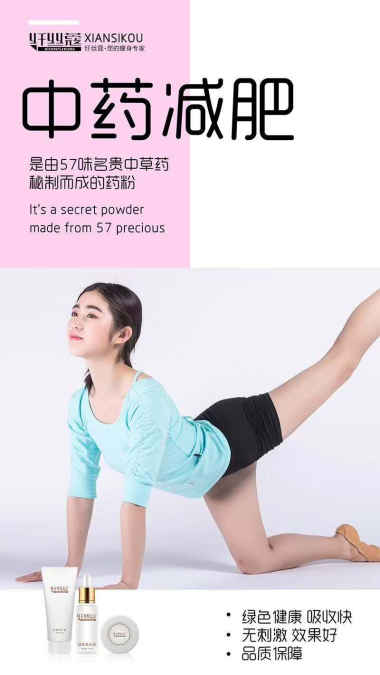 纤丝蔻 XIANSIKOU
XIANSIKOU 纤丝蔻·您的瘦身专家
中药减肥
是由57味名贵中草药
秘制而成的药粉
It's a secret powder
made from 57 precious
• 绿色健康 吸收快
• 无刺激 效果好
• 品质保障